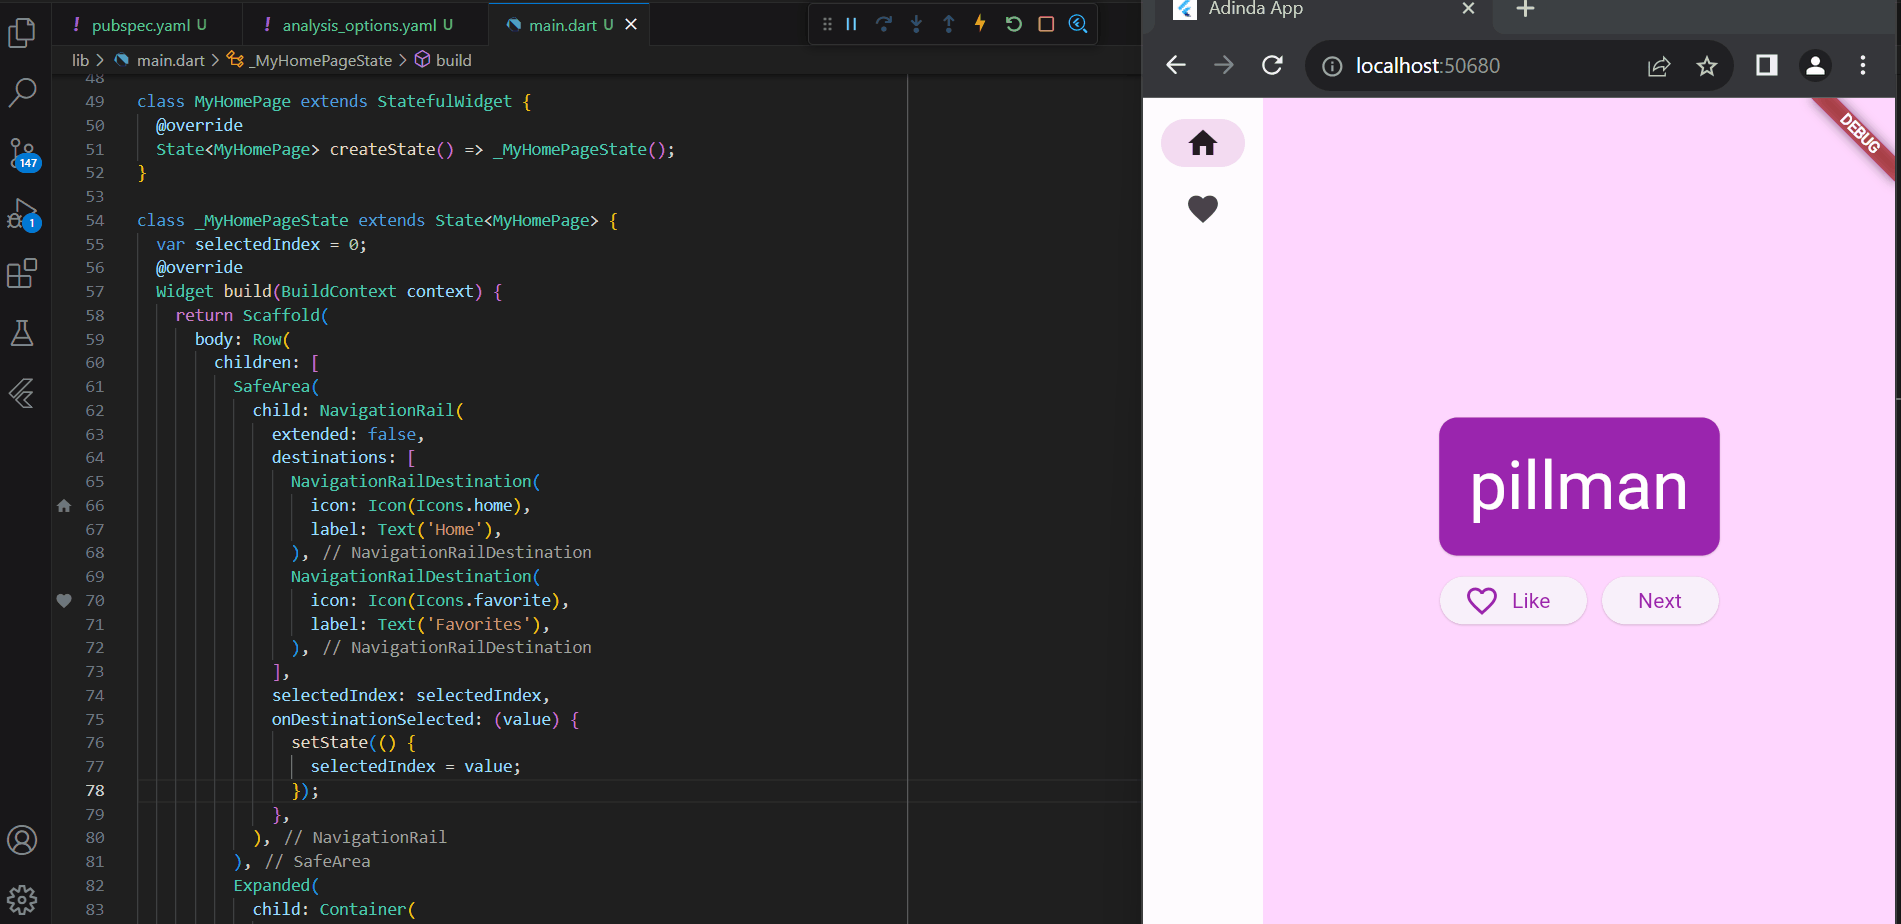 pubspec.yaml U
analysis_options.yaml U
main.dart U
lib > main.dart > _MyHomePageState > build
48
49 class MyHomePage extends StatefulWidget {
50 @override
51 State<MyHomePage> createState() => _MyHomePageState();
52 }
53
54 class _MyHomePageState extends State<MyHomePage> {
55 var selectedIndex = 0;
56 @override
57 Widget build(BuildContext context) {
58 return Scaffold(
59 body: Row(
60 children: [
61 SafeArea(
62 child: NavigationRail(
63 extended: false,
64 destinations: [
65 NavigationRailDestination(
66 icon: Icon(Icons.home),
67 label: Text('Home'),
68 ), // NavigationRailDestination
69 NavigationRailDestination(
70 icon: Icon(Icons.favorite),
71 label: Text('Favorites'),
72 ), // NavigationRailDestination
73 ],
74 selectedIndex: selectedIndex,
75 onDestinationSelected: (value) {
76 setState(() {
77 selectedIndex = value;
78 });
79 },
80 ), // NavigationRail
81 ), // SafeArea
82 Expanded(
83 child: Container(
147
1
Adinda App
localhost:50680
DEBUG
pillman
Like
Next